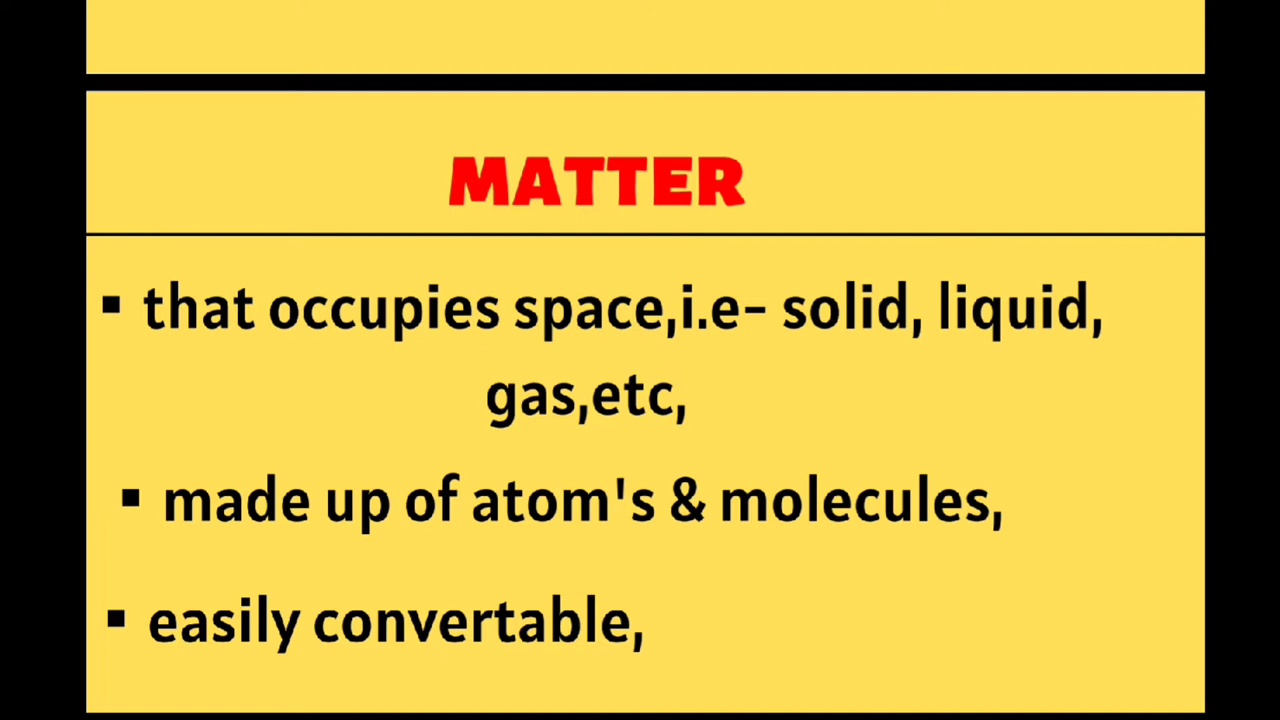 MATTER
▪ that occupies space,i.e- solid, liquid,
gas,etc,
▪ made up of atom's & molecules,
▪ easily convertable,